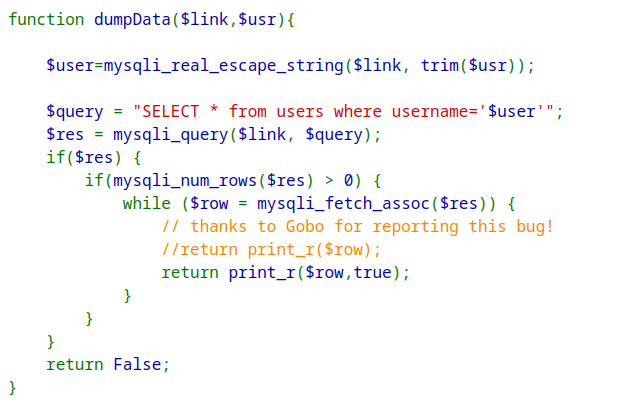 function dumpData($link,$usr){

    $user=mysqli_real_escape_string($link, trim($usr));

    $query = "SELECT * from users where username='$user'";
    $res = mysqli_query($link, $query);
    if($res) {
        if(mysqli_num_rows($res) > 0) {
            while ($row = mysqli_fetch_assoc($res)) {
                // thanks to Gobo for reporting this bug!
                //return print_r($row);
                return print_r($row,true);
            }
        }
    }
    return False;
}